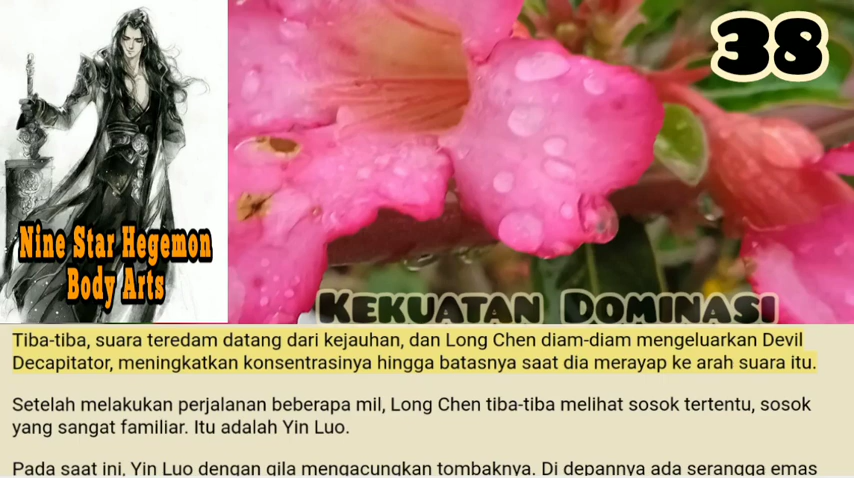 38
Nine Star Hegemon
Body Arts
KEKUATAN DOMINASI
Tiba-tiba, suara teredam datang dari kejauhan, dan Long Chen diam-diam mengeluarkan Devil
Decapitator, meningkatkan konsentrasinya hingga batasnya saat dia merayap ke arah suara itu.
Setelah melakukan perjalanan beberapa mil, Long Chen tiba-tiba melihat sosok tertentu, sosok
yang sangat familiar. Itu adalah Yin Luo.
Pada saat ini, Yin Luo dengan gila mengacungkan tombaknya. Di depannya ada serangga emas